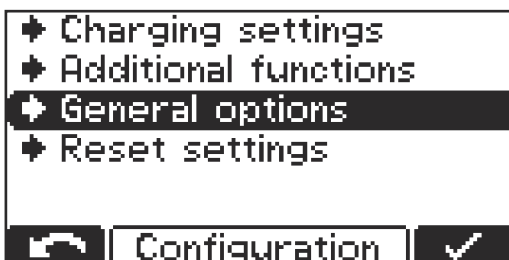 Charging settings
Additional functions
General options
Reset settings
Configuration